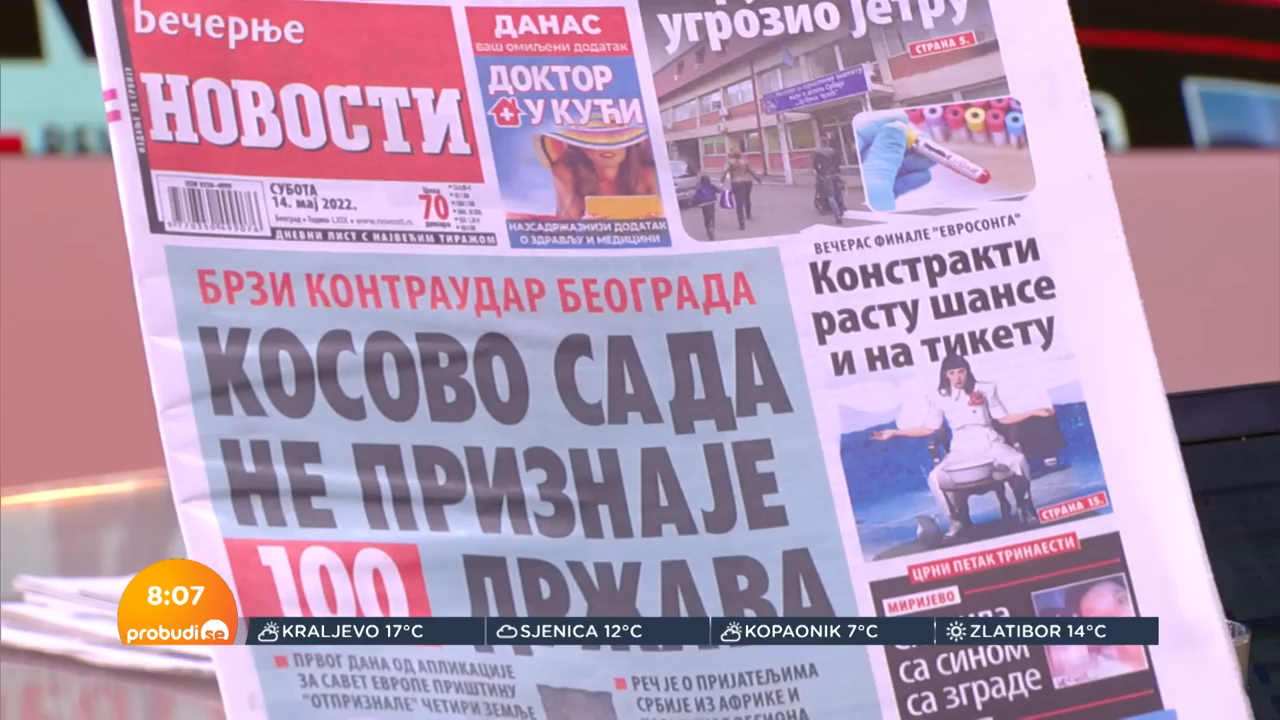 вечерње
НОВОСТИ
СУБОТА
14. мај 2022.
Цена
70
динара
ДНЕВНИ ЛИСТ С НАЈВЕЋИМ ТИРАЖОМ
ДАНАС
ваш омиљени додатак
ДОКТОР
У КУЋИ
НАЈСАДРЖАЈНИЈИ ДОДАТАК
О ЗДРАВЉУ И МЕДИЦИНИ
угрозио јетру
СТРАНА 5.
БРЗИ КОНТРАУДАР БЕОГРАДА
КОСОВО САДА
НЕ ПРИЗНАЈЕ
100 ДРЖАВА
ПРВОГ ДАНА ОД АПЛИКАЦИЈЕ
ЗА САВЕТ ЕВРОПЕ ПРИШТИНУ
"ОТПРИЗНАЛЕ" ЧЕТИРИ ЗЕМЉЕ
РЕЧ ЈЕ О ПРИЈАТЕЉИМА
СРБИЈЕ ИЗ АФРИКЕ И
ВЕЧЕРАС ФИНАЛЕ "ЕВРОСОНГА"
Констракти
расту шансе
и на тикету
СТРАНА 15.
ЦРНИ ПЕТАК ТРИНАЕСТИ
МИРИЈЕВО
са сином
са зграде
8:07
probudi se
KRALJEVO 17°C
SJENICA 12°C
KOPAONIK 7°C
ZLATIBOR 14°C